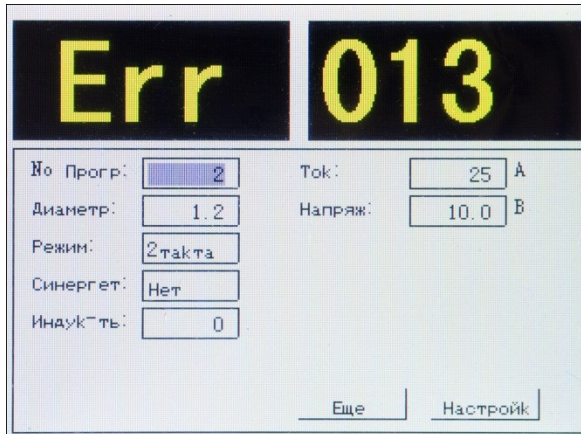 Err 013
No Прогр: 2 Ток: 25 А
Диаметр: 1.2 Напряж: 10.0 В
Режим: 2такта
Синергет: Нет
Индук-ть: 0
Еще Настройк